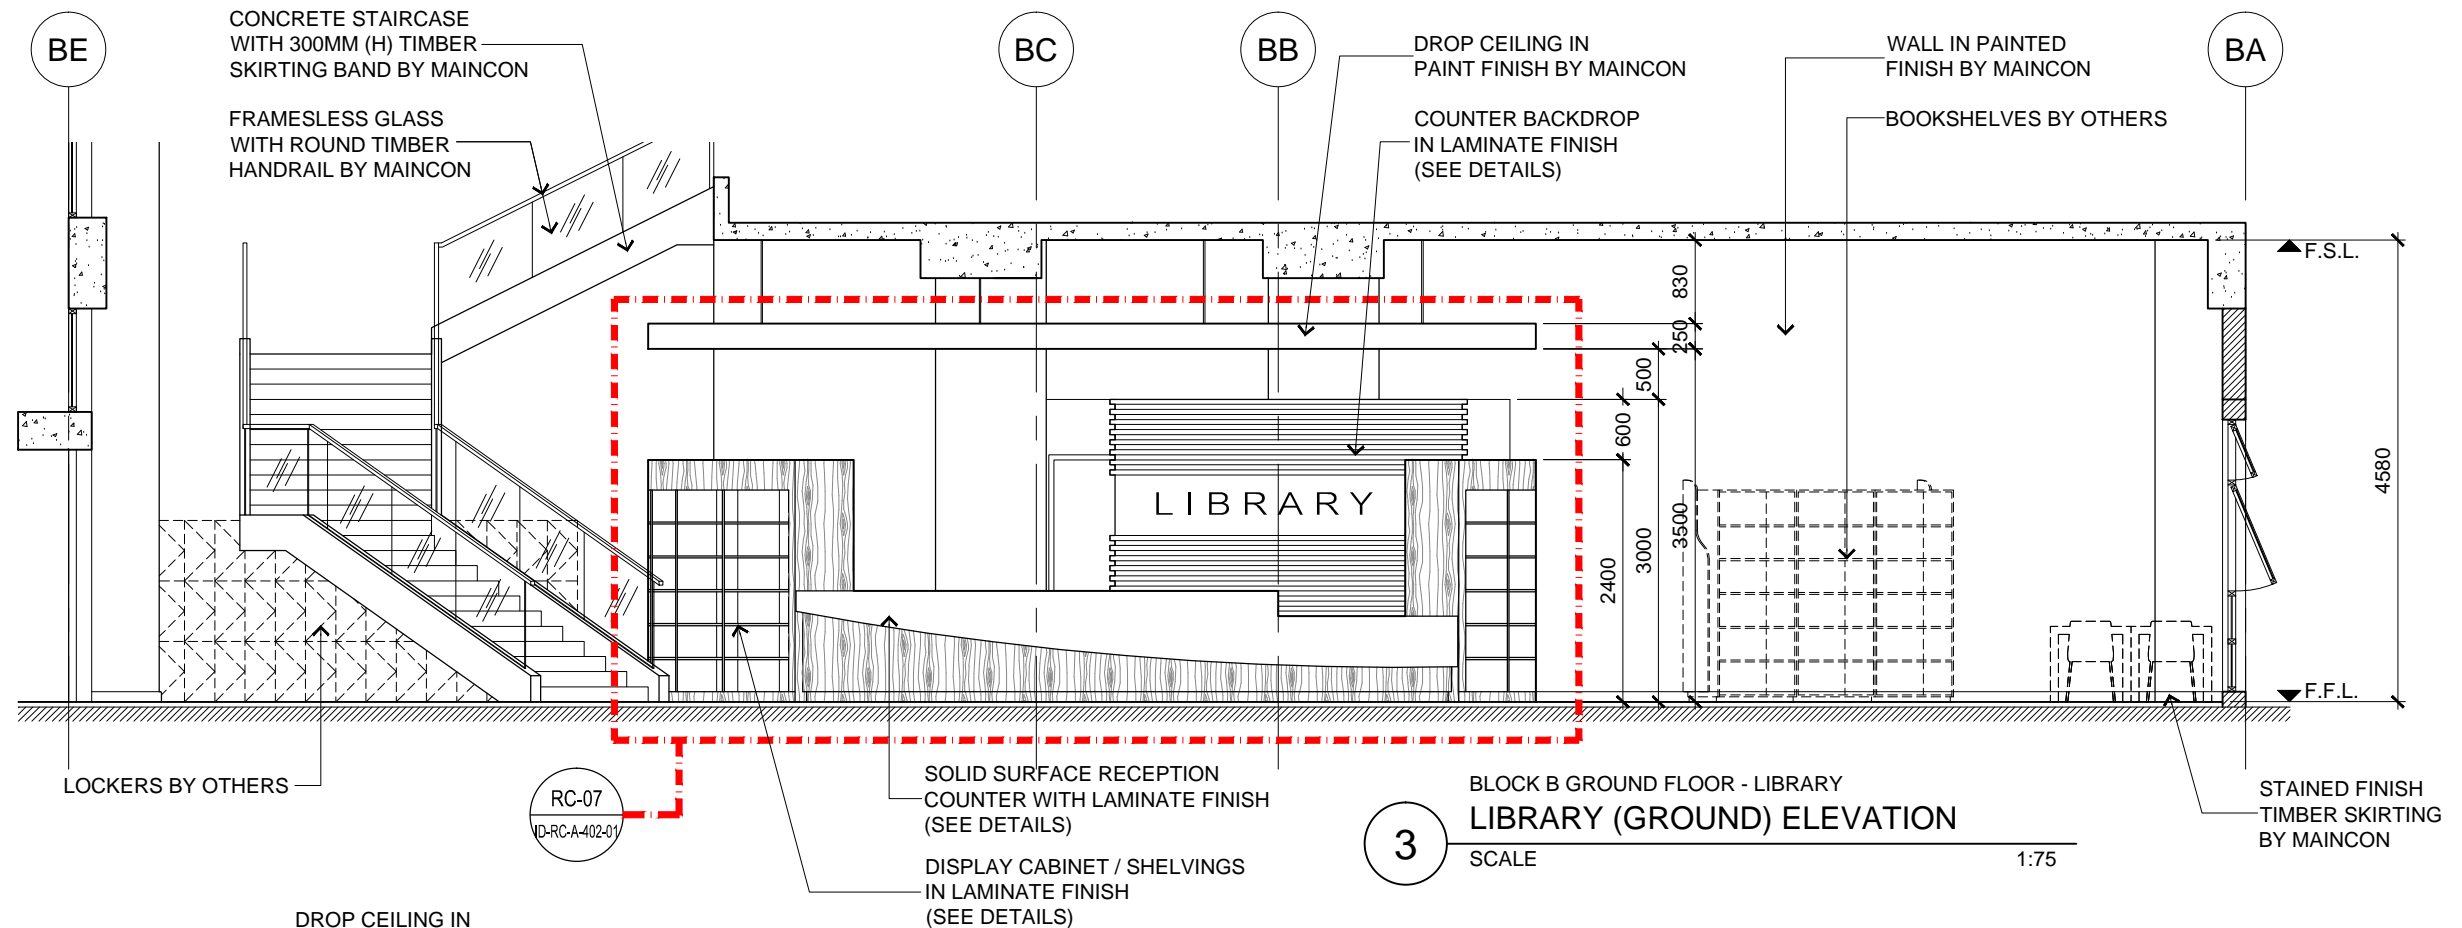 BE
CONCRETE STAIRCASE
WITH 300MM (H) TIMBER
SKIRTING BAND BY MAINCON
FRAMESLESS GLASS
WITH ROUND TIMBER
HANDRAIL BY MAINCON
BC
BB
DROP CEILING IN
PAINT FINISH BY MAINCON
COUNTER BACKDROP
IN LAMINATE FINISH
(SEE DETAILS)
WALL IN PAINTED
FINISH BY MAINCON
BOOKSHELVES BY OTHERS
BA
F.S.L.
830
250
500
600
2400
3000
3500
4580
LIBRARY
F.F.L.
LOCKERS BY OTHERS
RC-07
ID-RC-A-402-01
SOLID SURFACE RECEPTION
COUNTER WITH LAMINATE FINISH
(SEE DETAILS)
DISPLAY CABINET / SHELVINGS
IN LAMINATE FINISH
(SEE DETAILS)
3
BLOCK B GROUND FLOOR - LIBRARY
LIBRARY (GROUND) ELEVATION
SCALE 1:75
STAINED FINISH
TIMBER SKIRTING
BY MAINCON
DROP CEILING IN